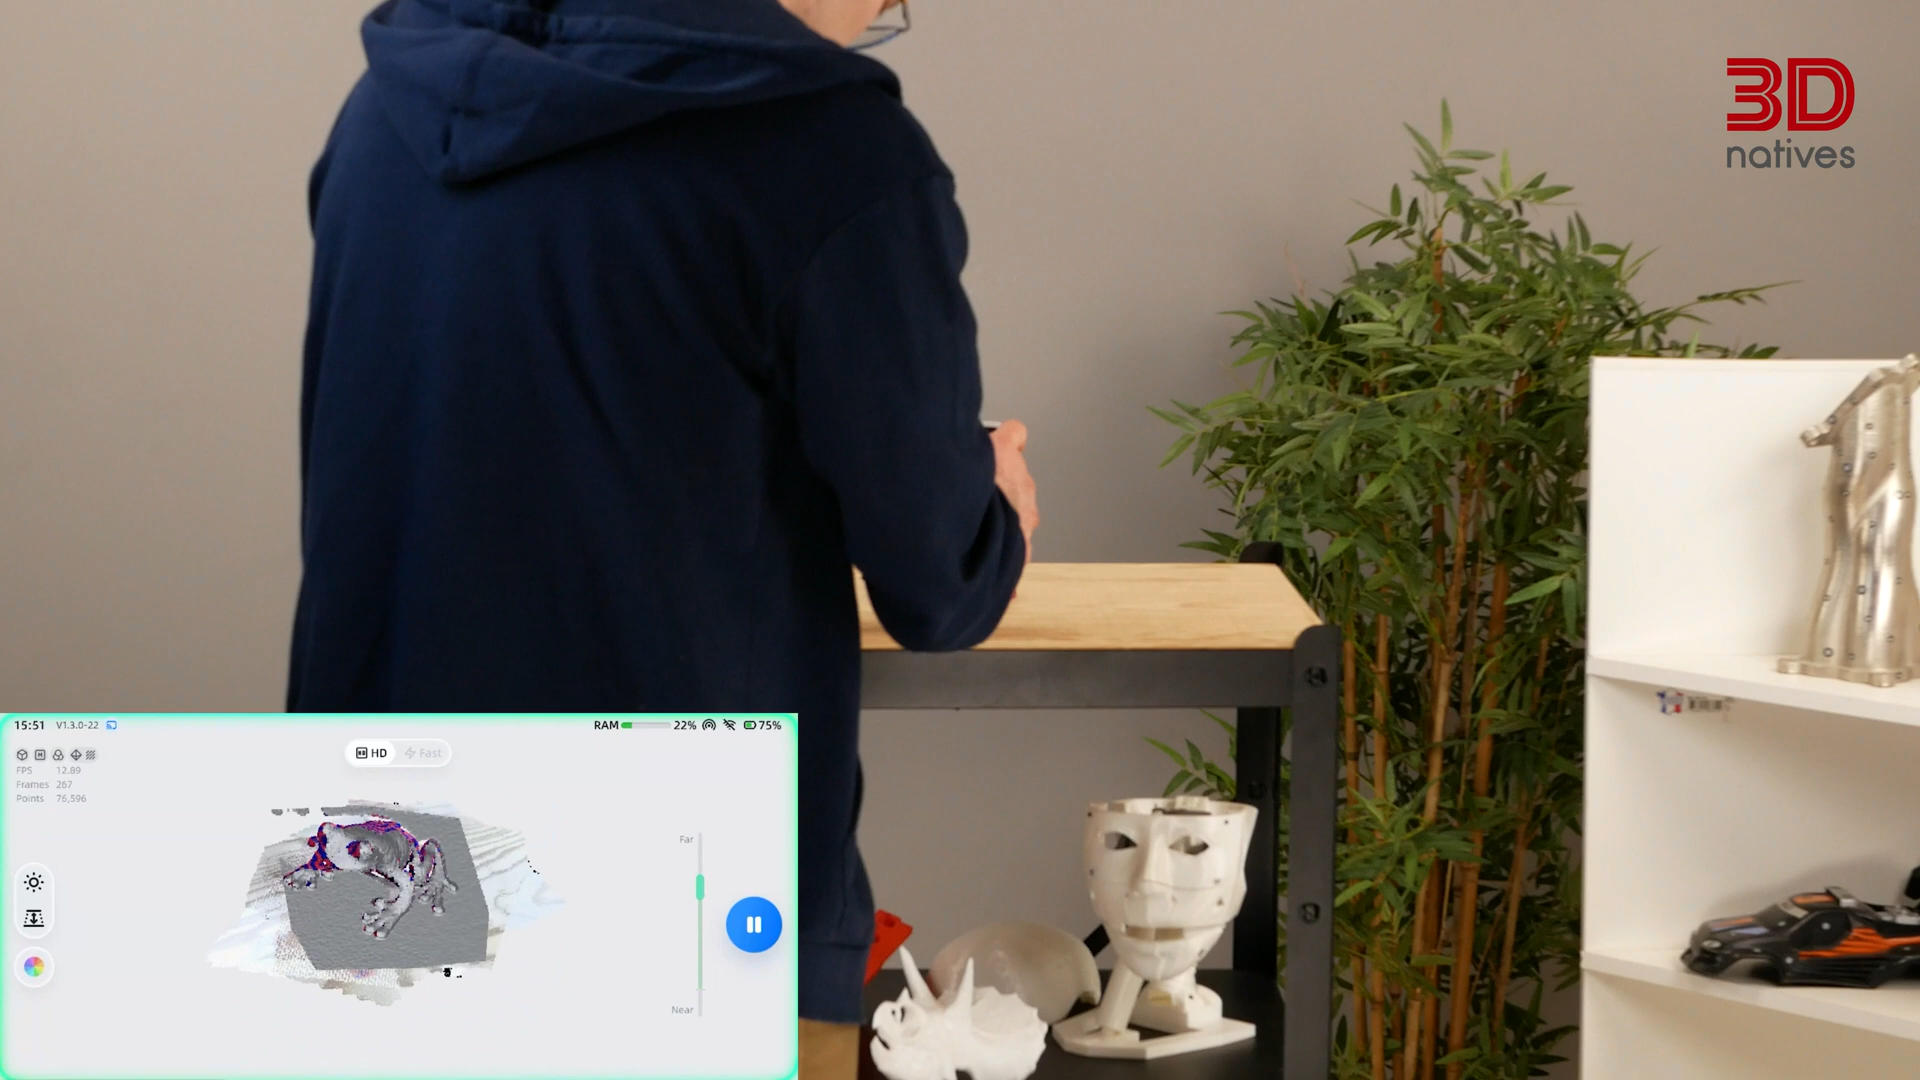 3D
natives
15:51 V1.3.0-22
RAM 22% 75%
HD Fast
FPS 12.89
Frames 267
Points 76,596
Far
Near